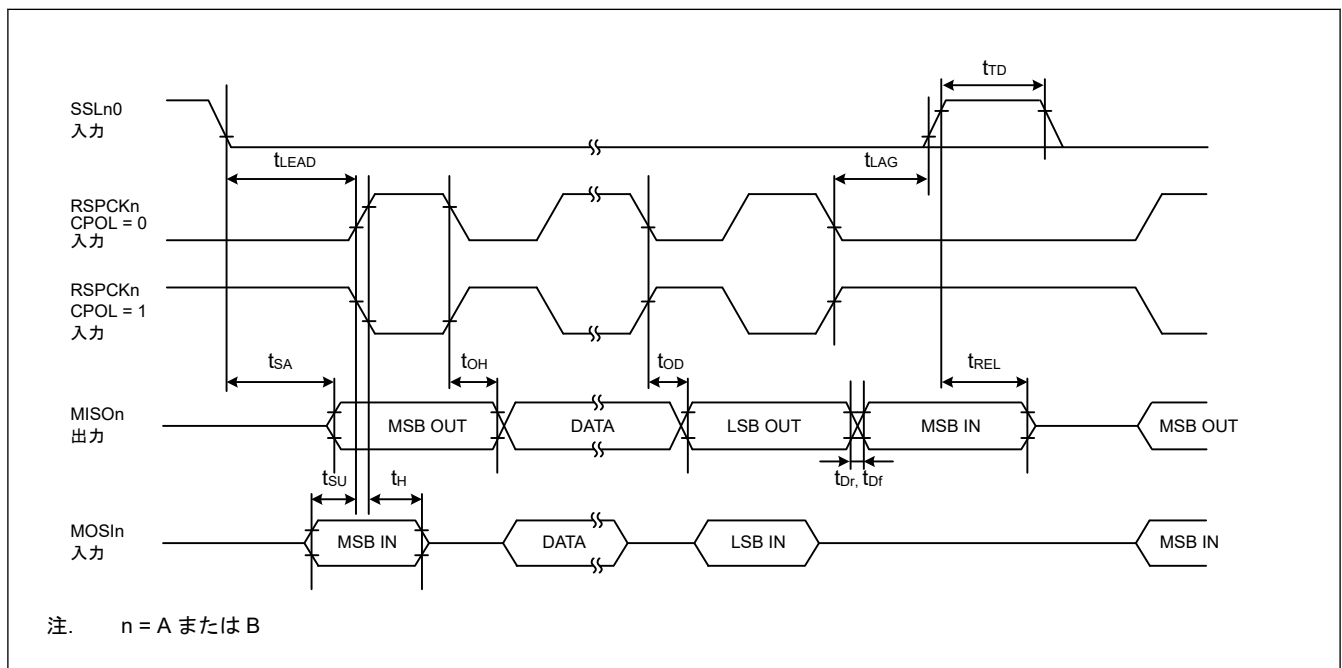 SSLn0
入力
tTD
tLEAD
tLAG
RSPCKn
CPOL = 0
入力
RSPCKn
CPOL = 1
入力
tSA
tOH
tOD
tREL
MISOn
出力
MSB OUT
DATA
LSB OUT
MSB IN
MSB OUT
tSU
tH
tDr, tDf
MOSIn
入力
MSB IN
DATA
LSB IN
MSB IN
注. n = A または B